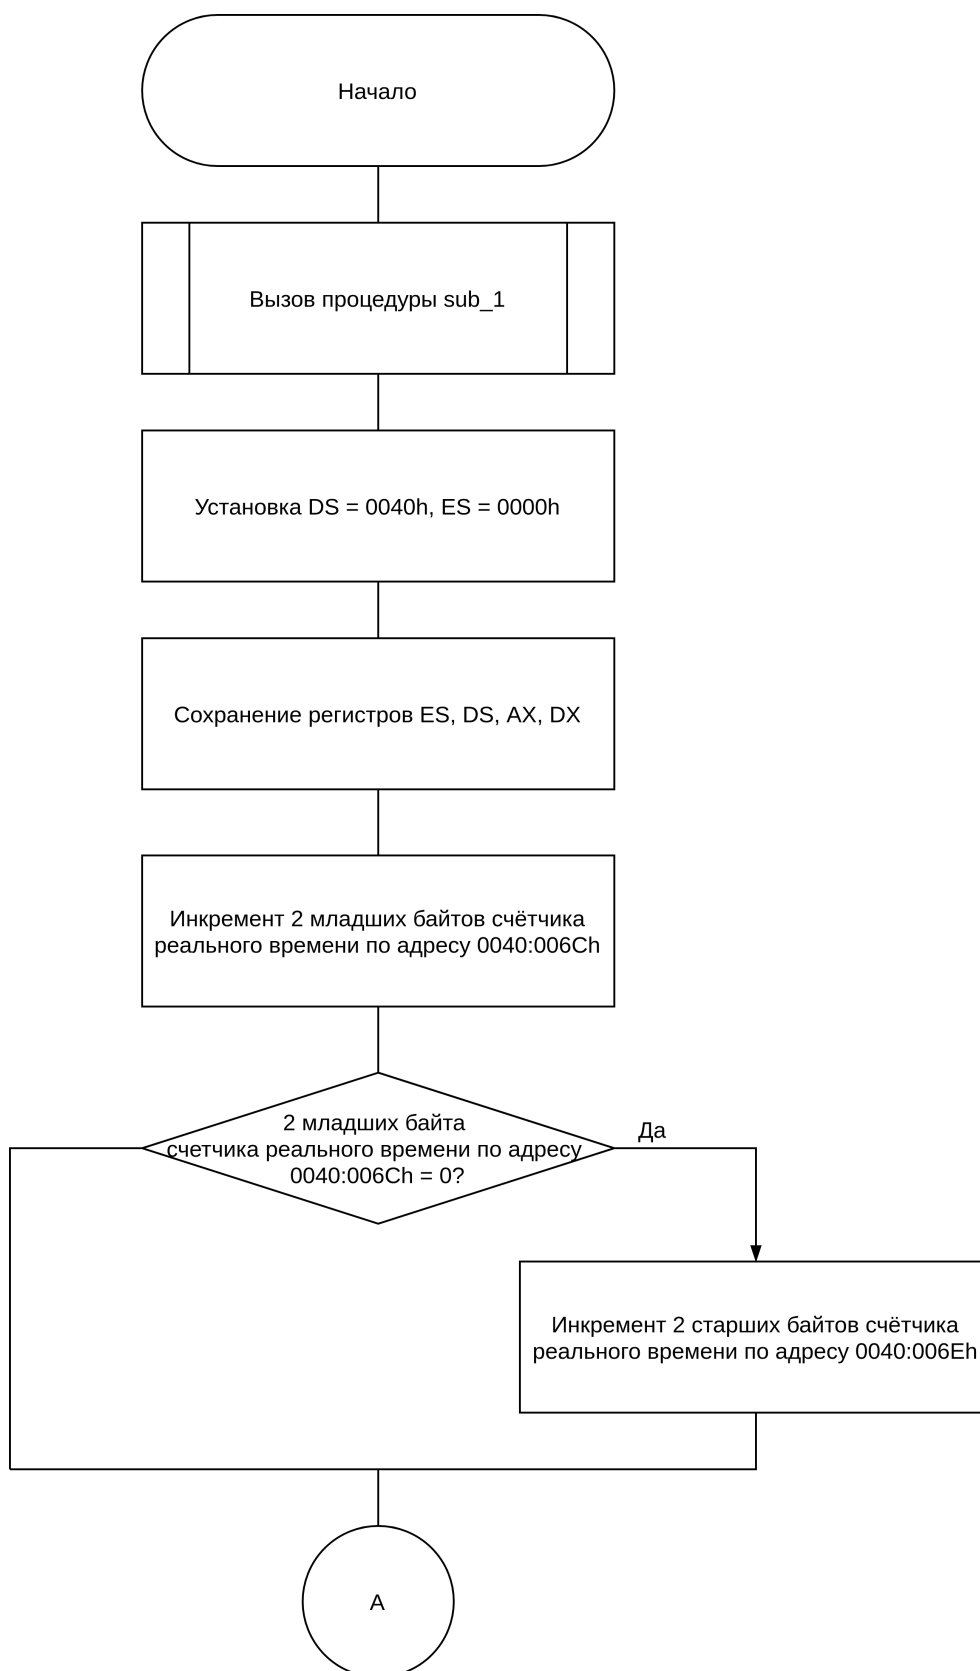 Начало
Вызов процедуры sub_1
Установка DS = 0040h, ES = 0000h
Сохранение регистров ES, DS, AX, DX
Инкремент 2 младших байтов счётчика
реального времени по адресу 0040:006Ch
2 младших байта
счетчика реального времени по адресу
0040:006Ch = 0?
Да
Инкремент 2 старших байтов счётчика
реального времени по адресу 0040:006Eh
А